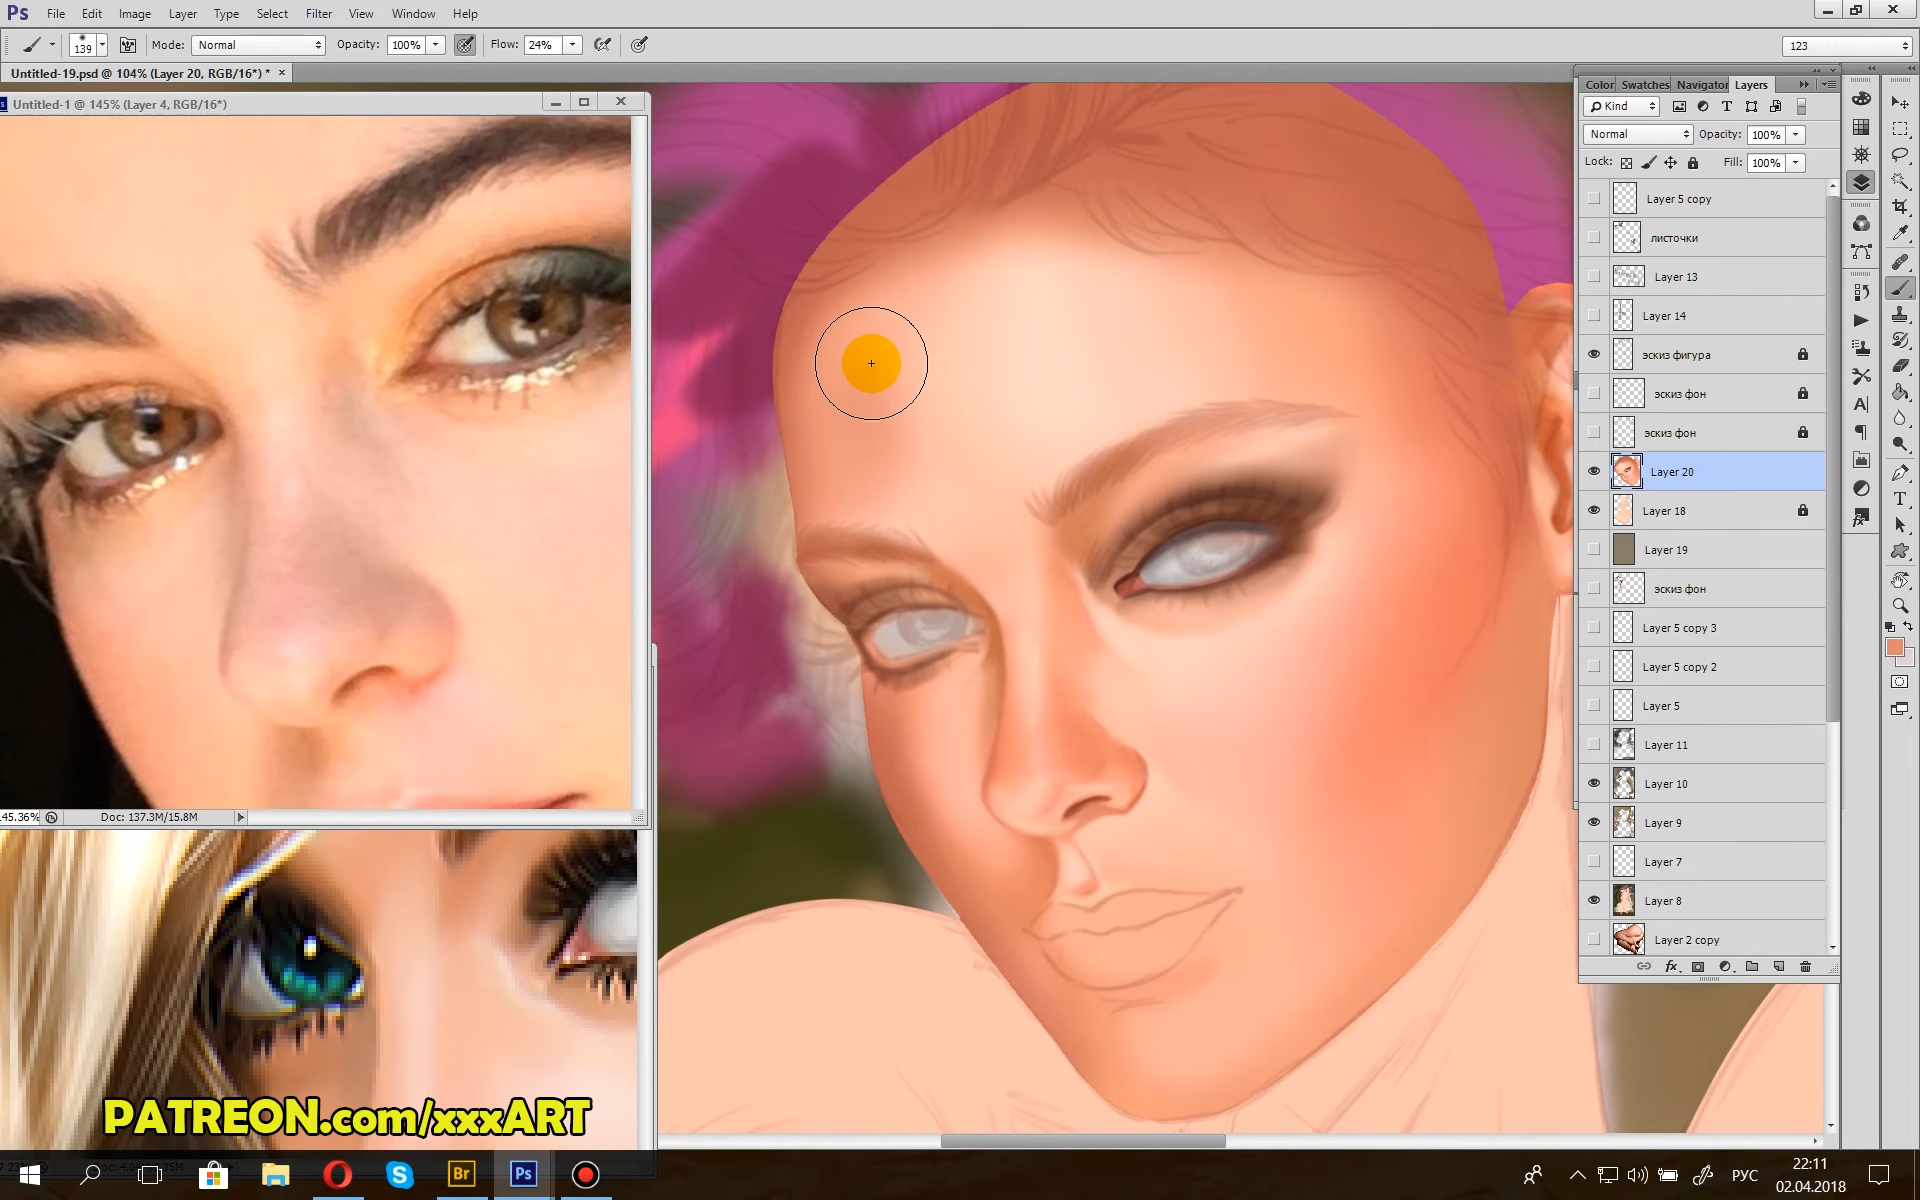 Ps File Edit Image Layer Type Select Filter View Window Help
139 Mode: Normal Opacity: 100% Flow: 24% 123
Untitled-19.psd @ 104% (Layer 20, RGB/16*) * ×
Untitled-1 @ 145% (Layer 4, RGB/16*)
Color Swatches Navigator Layers
Kind
Normal Opacity: 100%
Lock: Fill: 100%
Layer 5 copy
листочки
Layer 13
Layer 14
эскиз фигура
эскиз фон
эскиз фон
Layer 20
Layer 18
Layer 19
эскиз фон
Layer 5 copy 3
Layer 5 copy 2
Layer 5
Layer 11
Layer 10
Layer 9
Layer 7
Layer 8
Layer 2 copy
45.36% Doc: 137.3M/15.8M
PATREON.com/xxxART
Br Ps РУС 22:11
02.04.2018